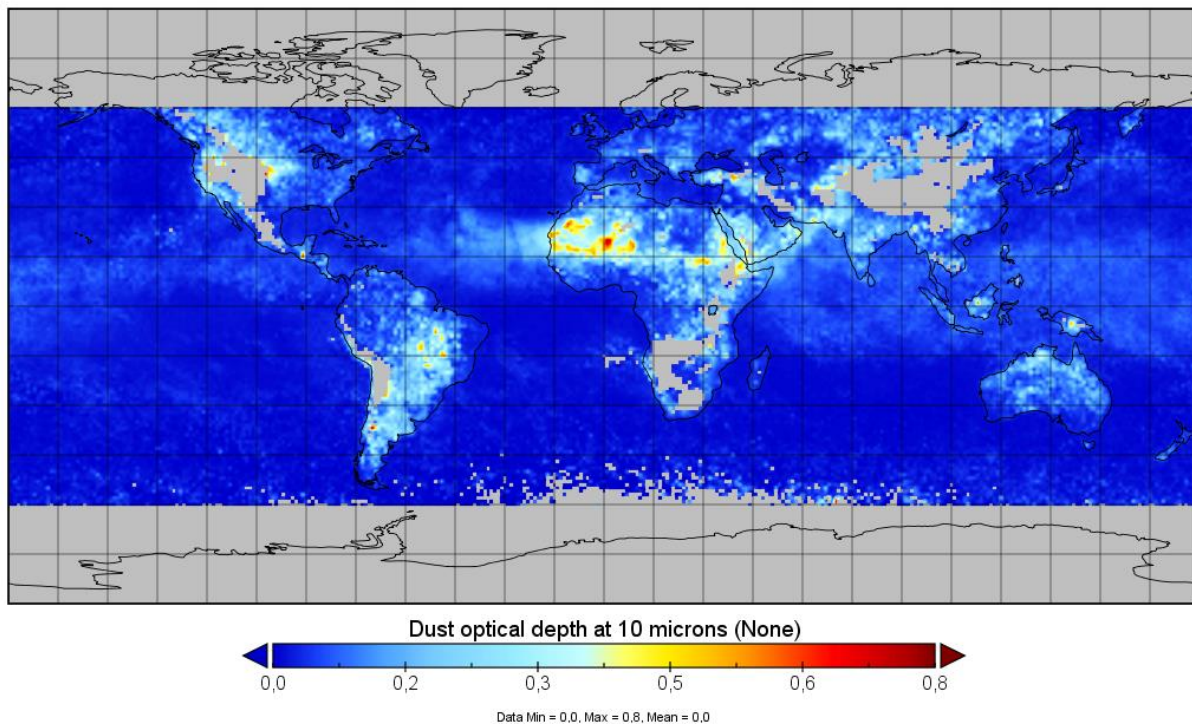 Dust optical depth at 10 microns (None)
0,0 0,2 0,3 0,5 0,6 0,8
Data Min = 0,0, Max = 0,8, Mean = 0,0